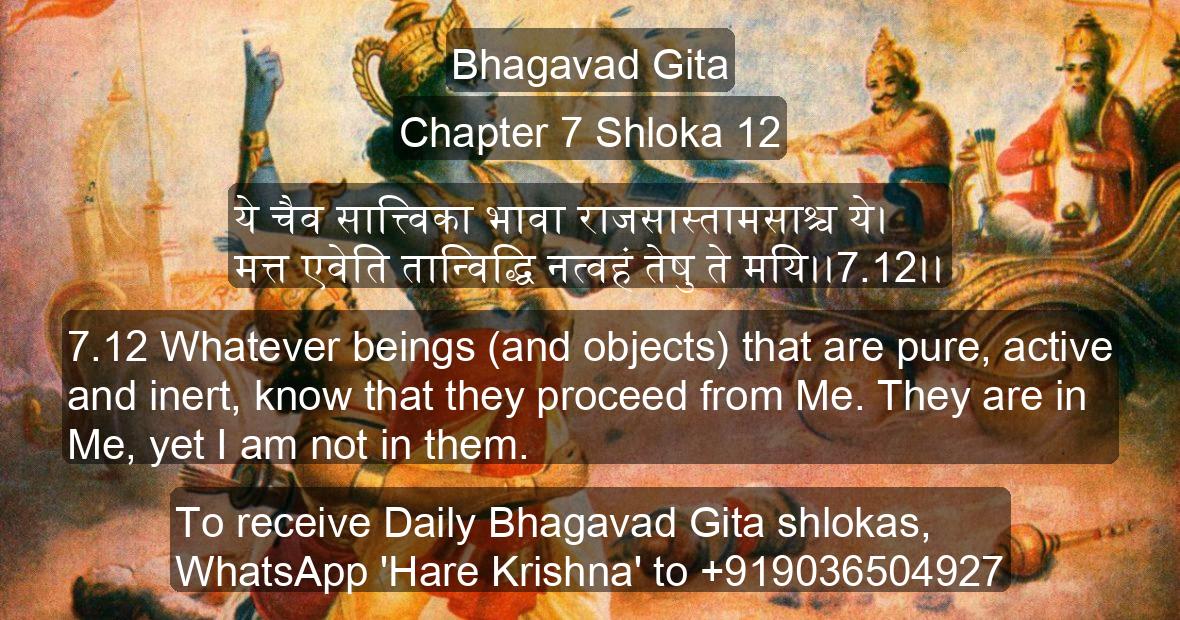 Bhagavad Gita
Chapter 7 Shloka 12
ये चैव सात्त्विका भावा राजसास्तामसाश्च ये।
मत्त एवेति तान्विद्धि नत्वहं तेषु ते मयि।।7.12।।
7.12 Whatever beings (and objects) that are pure, active
and inert, know that they proceed from Me. They are in
Me, yet I am not in them.
To receive Daily Bhagavad Gita shlokas,
WhatsApp 'Hare Krishna' to +919036504927